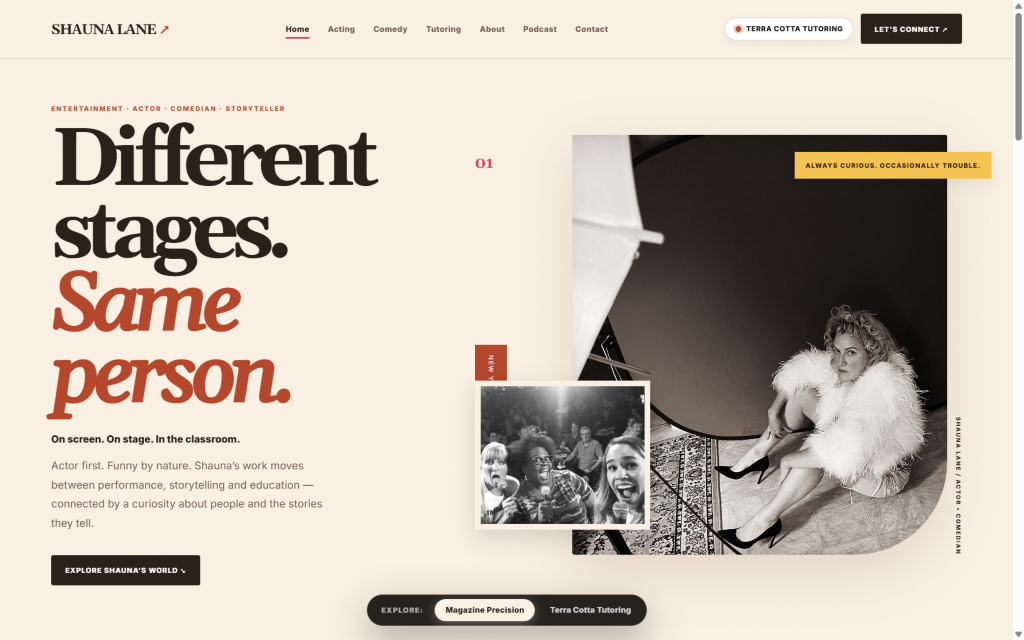 SHAUNA LANE ↗
Home Acting Comedy Tutoring About Podcast Contact
TERRA COTTA TUTORING
LET'S CONNECT ↗
ENTERTAINMENT · ACTOR · COMEDIAN · STORYTELLER
Different
stages.
Same
person.
On screen. On stage. In the classroom.
Actor first. Funny by nature. Shauna's work moves
between performance, storytelling and education —
connected by a curiosity about people and the stories
they tell.
EXPLORE SHAUNA'S WORLD ↘
01
ALWAYS CURIOUS. OCCASIONALLY TROUBLE.
NEW
SHAUNA LANE / ACTOR • COMEDIAN
EXPLORE: Magazine Precision Terra Cotta Tutoring